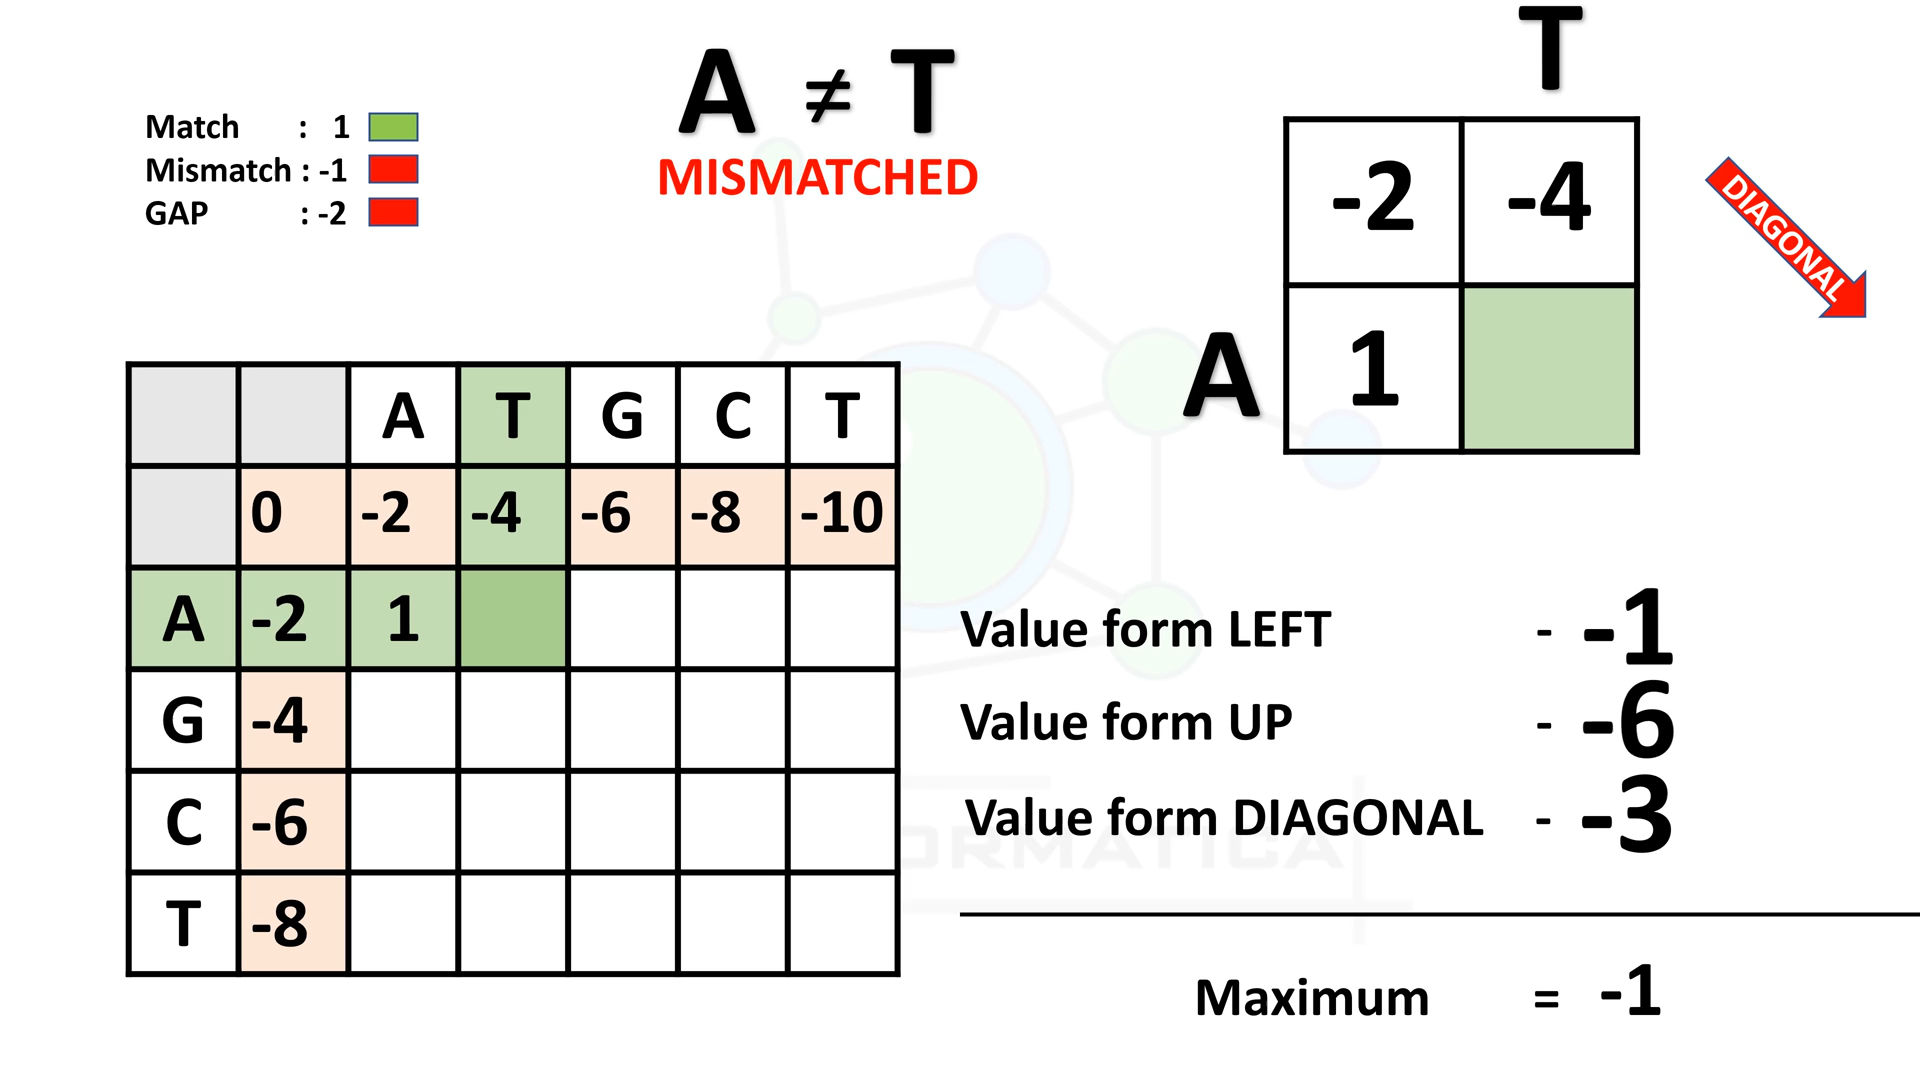 Match : 1
Mismatch : -1
GAP : -2
A ≠ T
MISMATCHED
T
-2 -4
A 1
DIAGONAL
A T G C T
0 -2 -4 -6 -8 -10
A -2 1
G -4
C -6
T -8
Value form LEFT - -1
Value form UP - -6
Value form DIAGONAL - -3
Maximum = -1